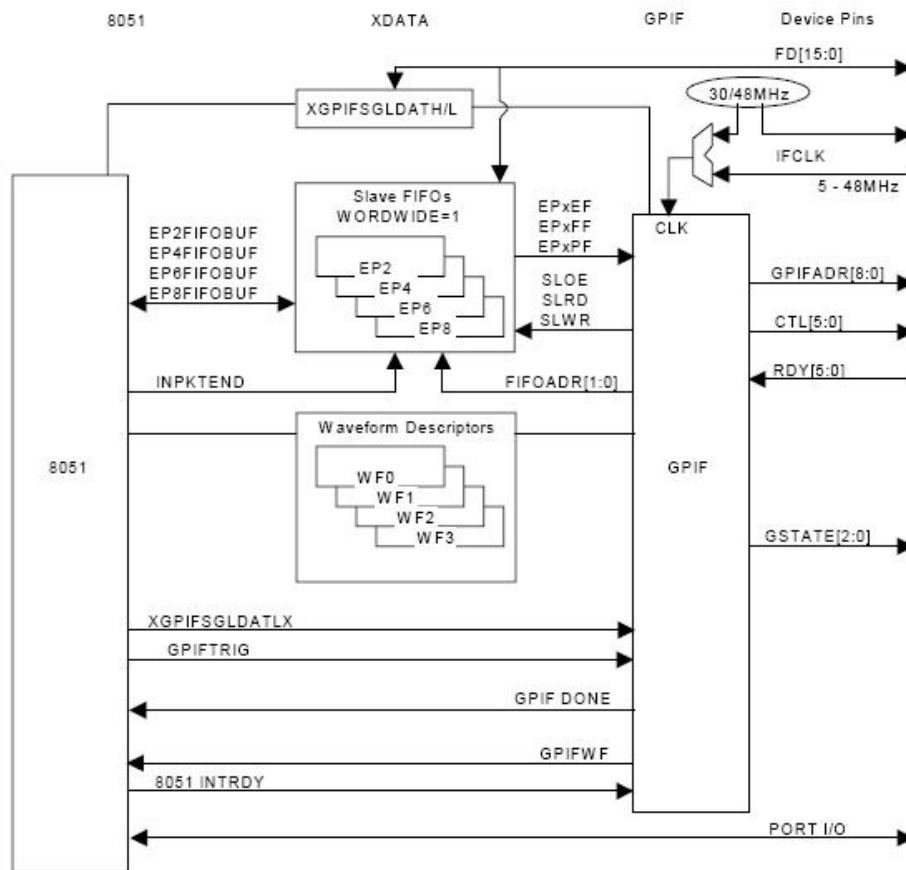 8051 XDATA GPIF Device Pins
FD[15:0]
30/48MHz
XGPIFSGLDATH/L
IFCLK
5 - 48MHz
Slave FIFOs
WORDWIDE=1
EPxEF
EPxFF
EPxPF
CLK
EP2FIFOBUF
EP4FIFOBUF
EP6FIFOBUF
EP8FIFOBUF
EP2
EP4
EP6
EP8
SLOE
SLRD
SLWR
GPIFADR[8:0]
CTL[5:0]
RDY[5:0]
INPKTEND
FIFOADR[1:0]
Waveform Descriptors
8051
WF0
WF1
WF2
WF3
GPIF
GSTATE[2:0]
XGPIFSGLDATLX
GPIFTRIG
GPIF DONE
GPIFWF
8051 INTRDY
PORT I/O